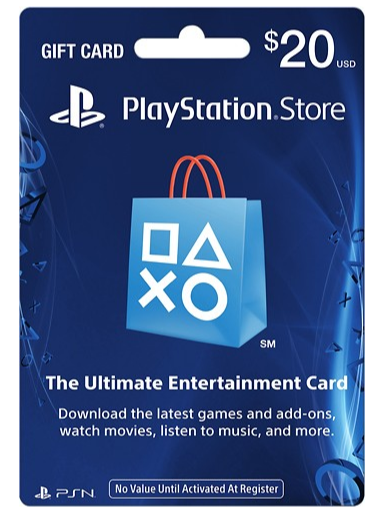 GIFT CARD $20 USD
PlayStation.Store
SM
The Ultimate Entertainment Card
Download the latest games and add-ons,
watch movies, listen to music, and more.
PSN No Value Until Activated At Register